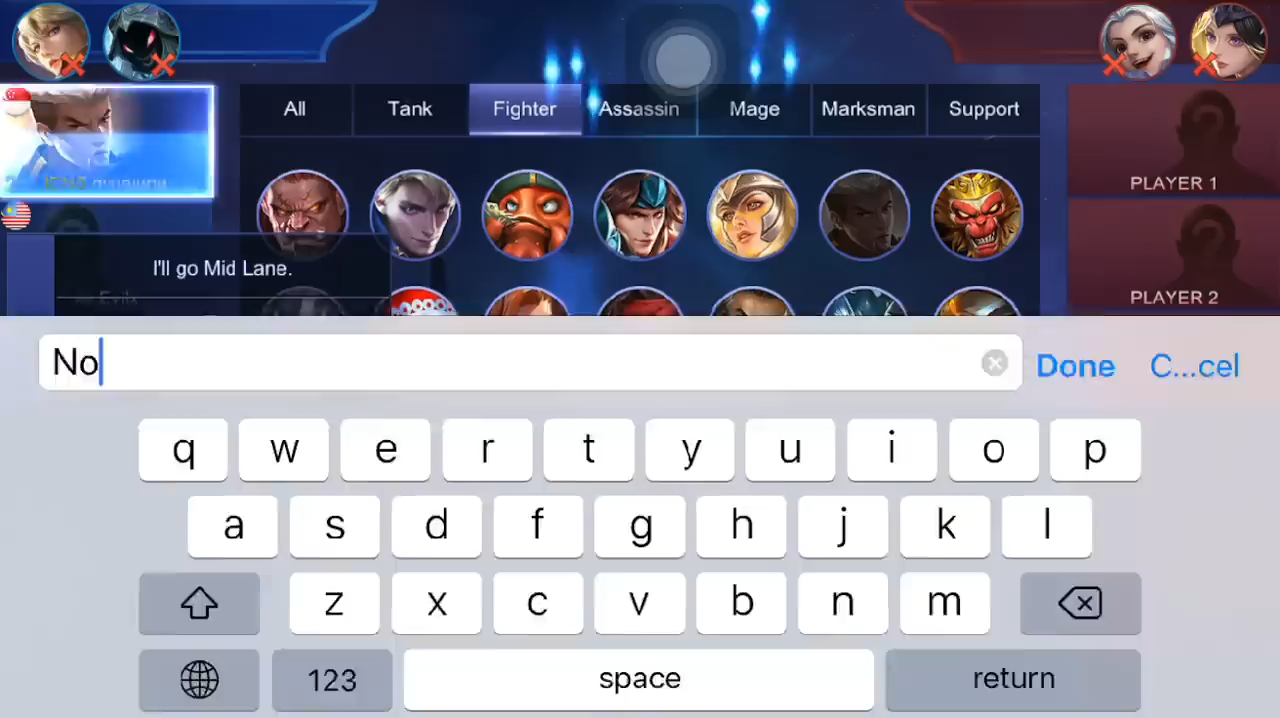 All Tank Fighter Assassin Mage Marksman Support
PLAYER 1
I'll go Mid Lane.
PLAYER 2
No
Done C...cel
q w e r t y u i o p
a s d f g h j k l
z x c v b n m
123 space return